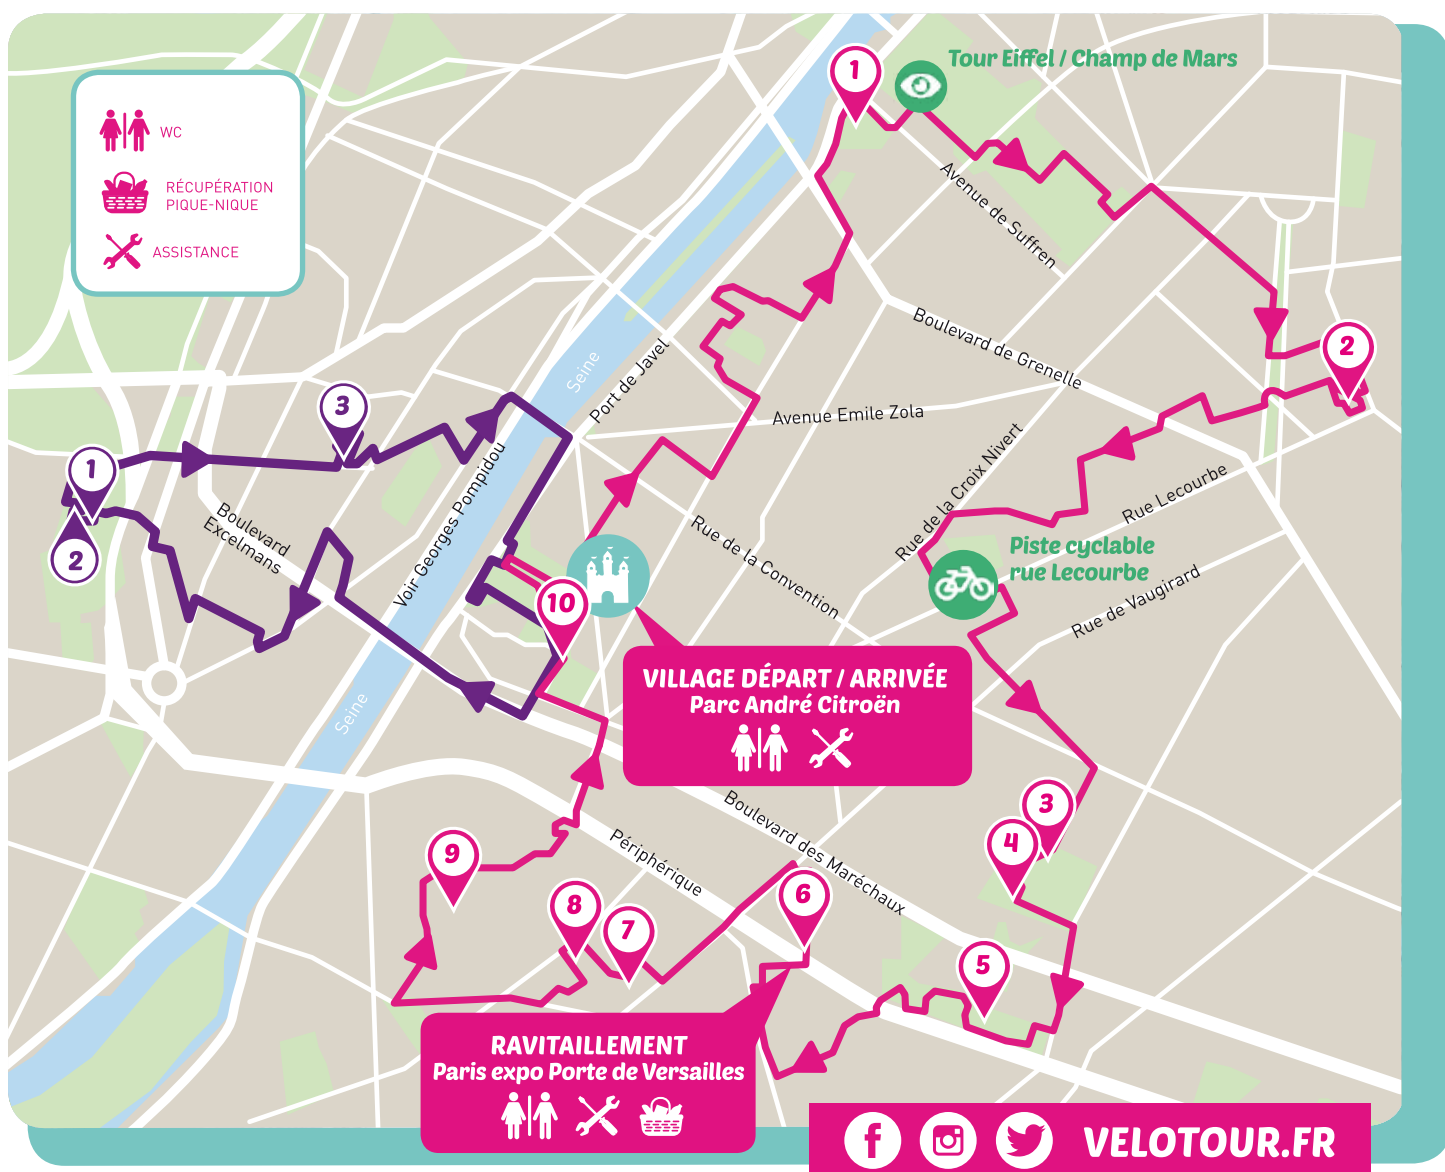 1
Tour Eiffel / Champ de Mars
WC
RÉCUPÉRATION
PIQUE-NIQUE
ASSISTANCE
Avenue de Suffren
Seine
Port de Javel
Boulevard de Grenelle
2
3
Avenue Emile Zola
1
Voir Georges Pompidou
Rue de la Croix Nivert
Rue Lecourbe
Boulevard
Excelmans
2
Rue de la Convention
Piste cyclable
rue Lecourbe
Rue de Vaugirard
10
VILLAGE DÉPART / ARRIVÉE
Parc André Citroën
Seine
Boulevard des Maréchaux
3
4
Périphérique
9
8
7
6
5
RAVITAILLEMENT
Paris expo Porte de Versailles
f
VELOTOUR.FR